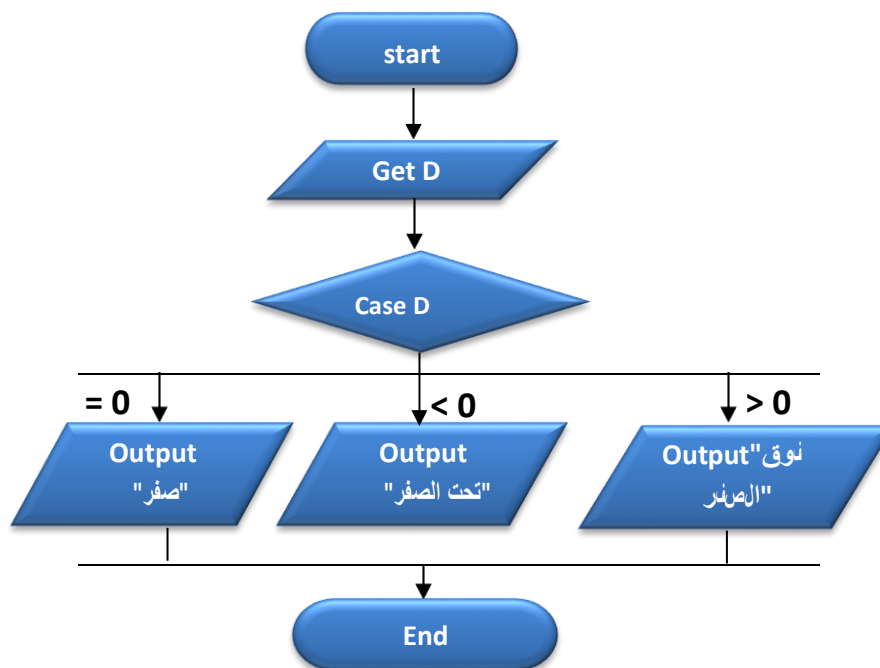 start
Get D
Case D
= 0
< 0
> 0
Output
"صفر"
Output
"تحت الصفر"
Output"فوق
الصفر"
End